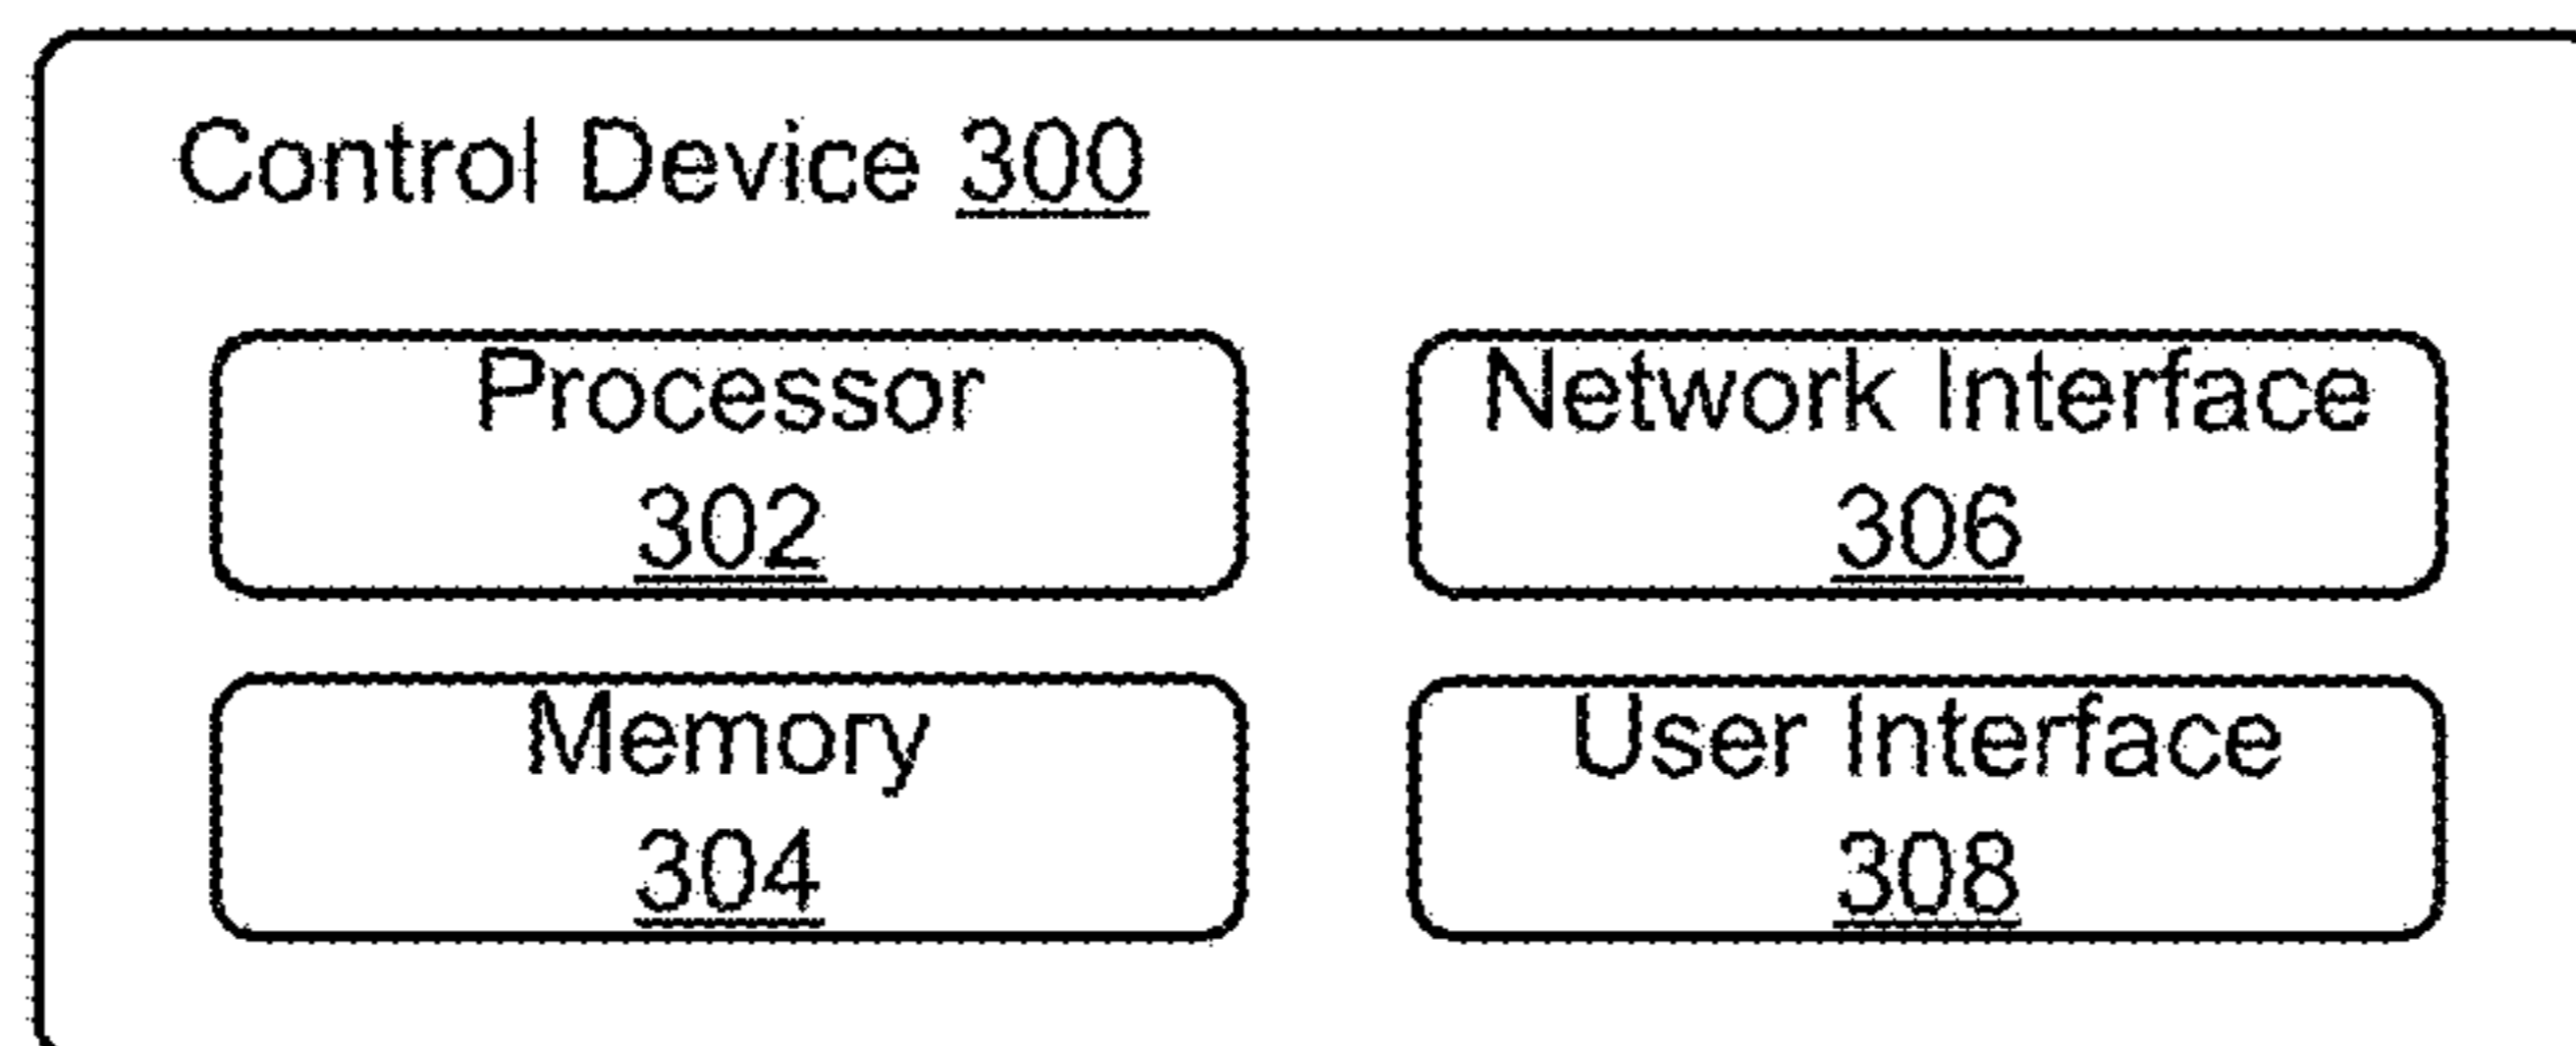 Control Device 300
Processor
302
Network Interface
306
Memory
304
User Interface
308